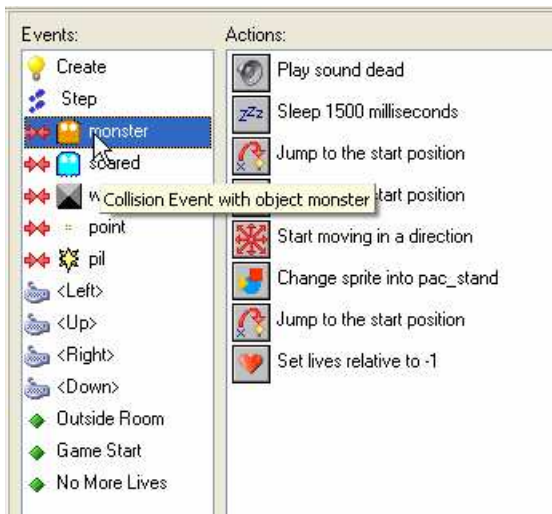 Events:
Create
Step
monster
scared
w
point
pil
<Left>
<Up>
<Right>
<Down>
Outside Room
Game Start
No More Lives
Collision Event with object monster
Actions:
Play sound dead
zZz Sleep 1500 milliseconds
Jump to the start position
start position
Start moving in a direction
Change sprite into pac_stand
Jump to the start position
Set lives relative to -1